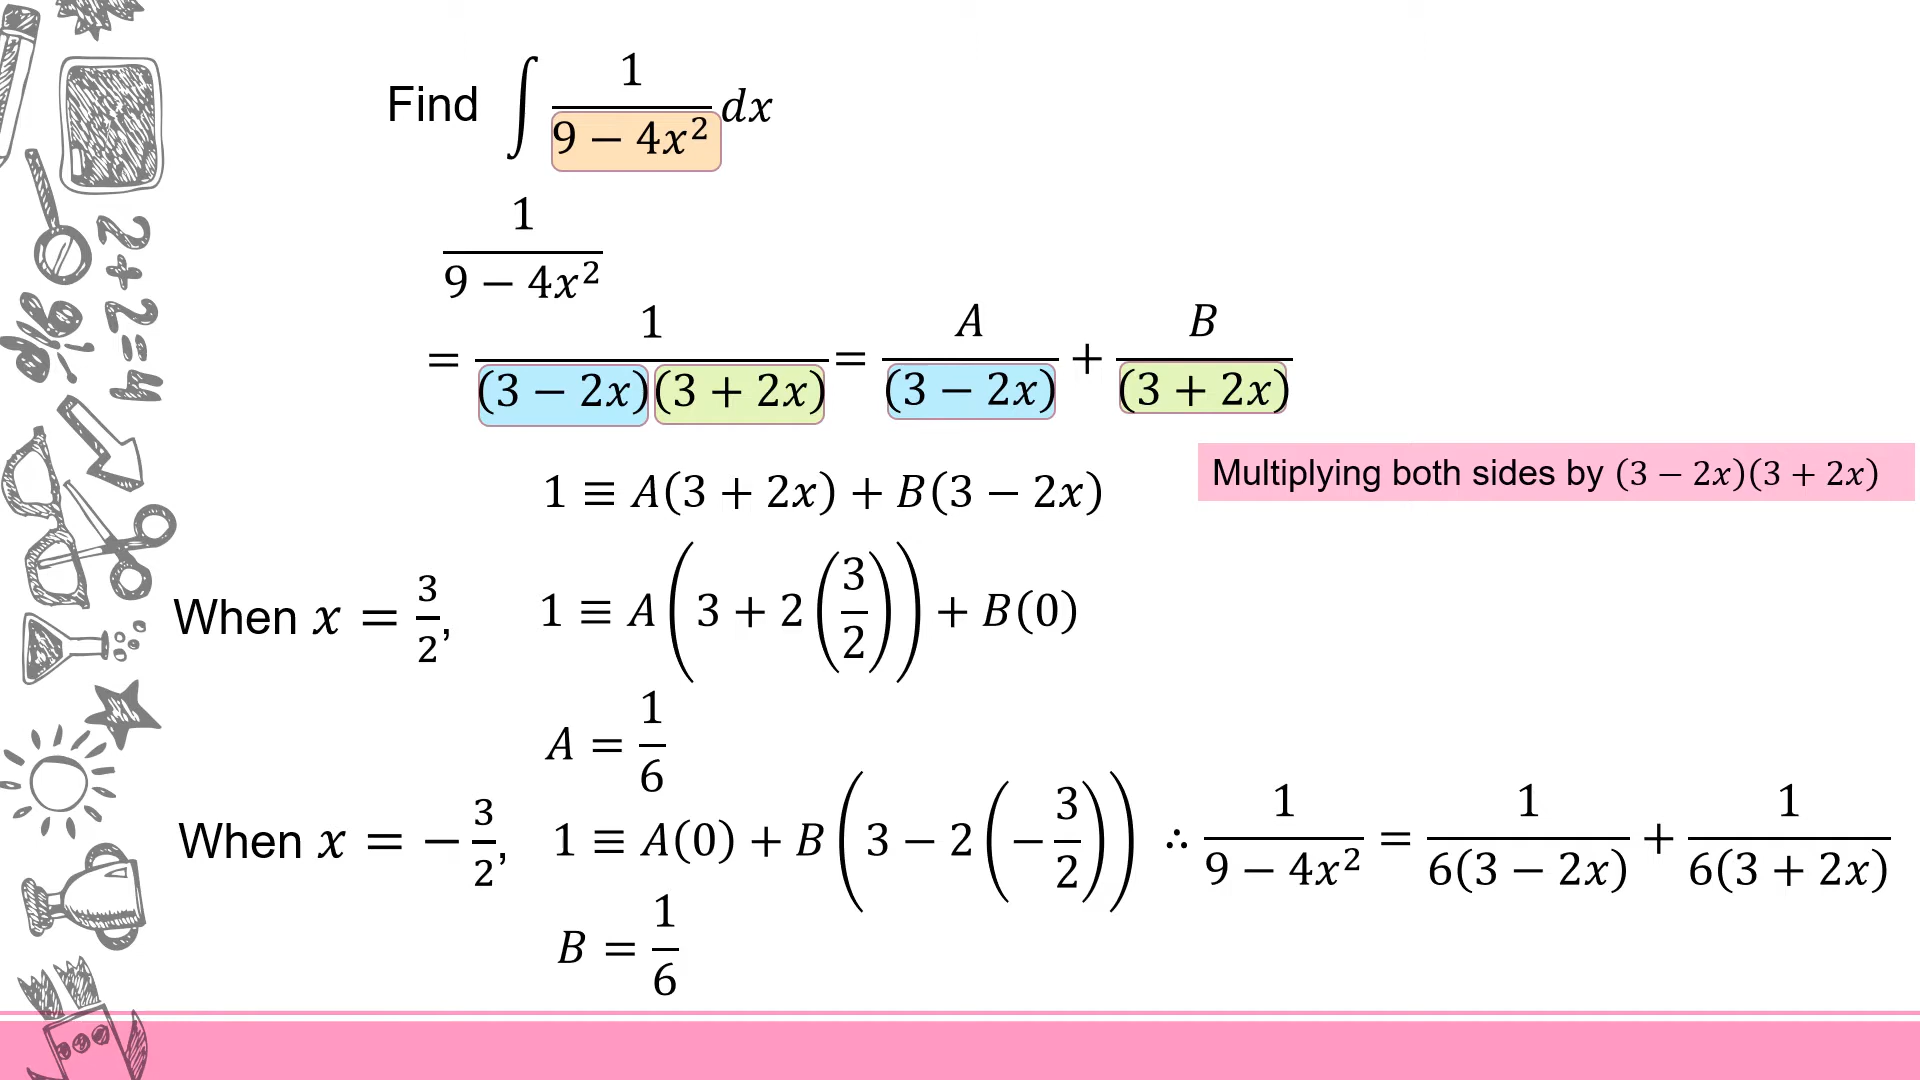 Find ∫ 1/(9 − 4x²) dx
1/(9 − 4x²)
= 1/((3 − 2x)(3 + 2x)) = A/(3 − 2x) + B/(3 + 2x)
1 ≡ A(3 + 2x) + B(3 − 2x)
Multiplying both sides by (3 − 2x)(3 + 2x)
When x = 3/2, 1 ≡ A(3 + 2(3/2)) + B(0)
A = 1/6
When x = −3/2, 1 ≡ A(0) + B(3 − 2(−3/2)) ∴ 1/(9 − 4x²) = 1/(6(3 − 2x)) + 1/(6(3 + 2x))
B = 1/6
2+2=4
%